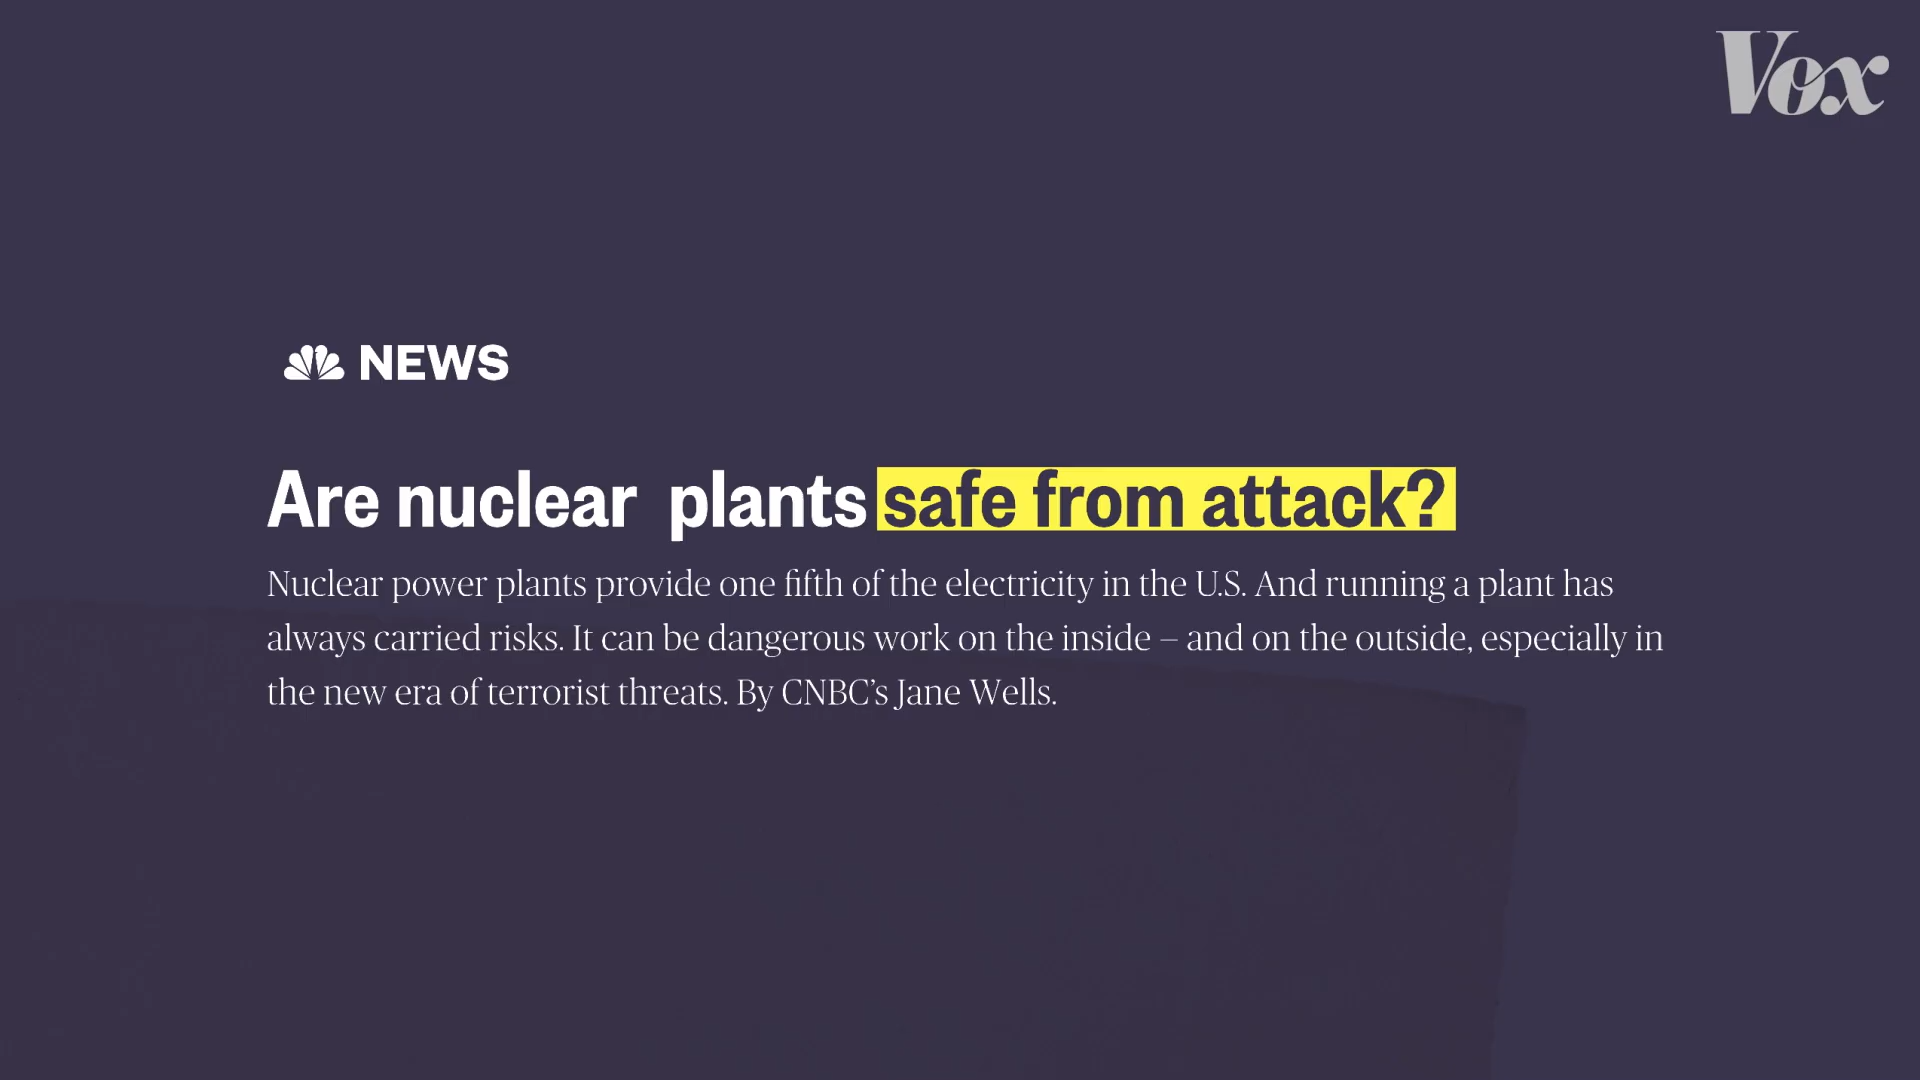 Vox
NEWS
Are nuclear plants safe from attack?
Nuclear power plants provide one fifth of the electricity in the U.S. And running a plant has
always carried risks. It can be dangerous work on the inside – and on the outside, especially in
the new era of terrorist threats. By CNBC’s Jane Wells.